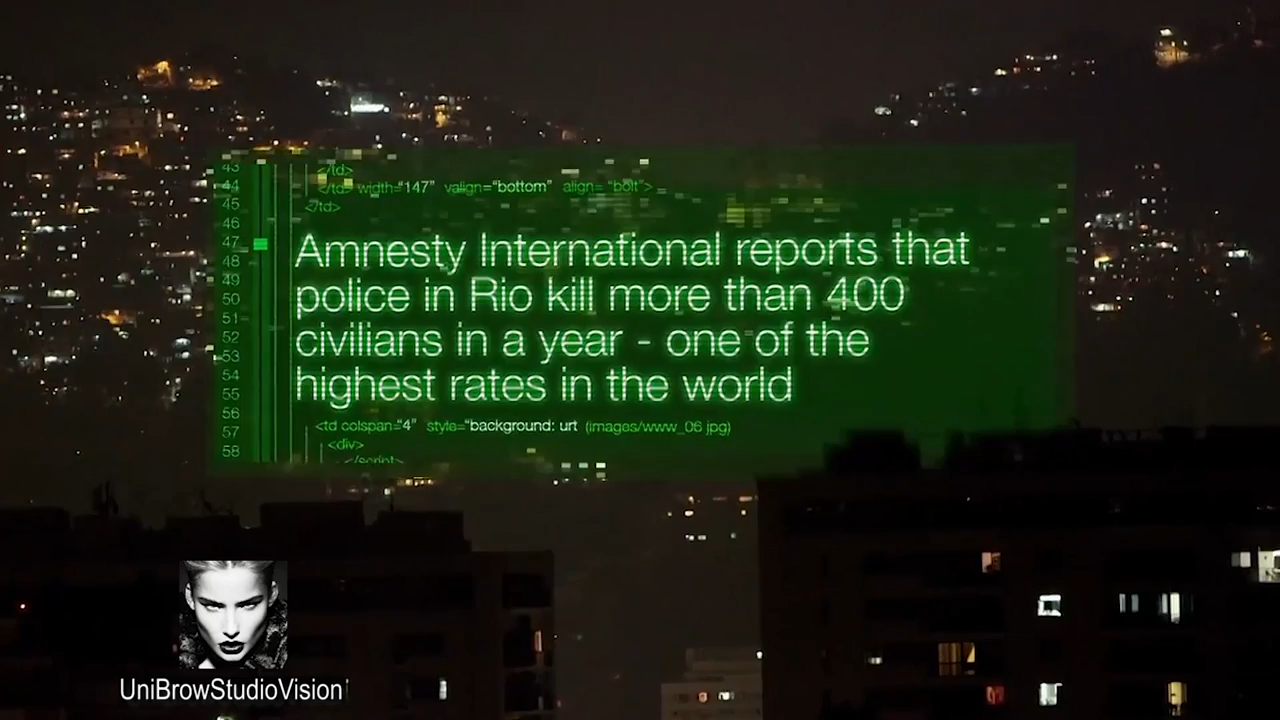 43
</td>
44
</td> width="147" valign="bottom" align= "bolt">
45
</td>
46
47
Amnesty International reports that
48
49
police in Rio kill more than 400
50
51
civilians in a year - one of the
52
53
54
highest rates in the world
55
56
<td colspan="4" style="background: urt (images/www_06 jpg)
57
<div>
58
</script>
UniBrowStudioVision